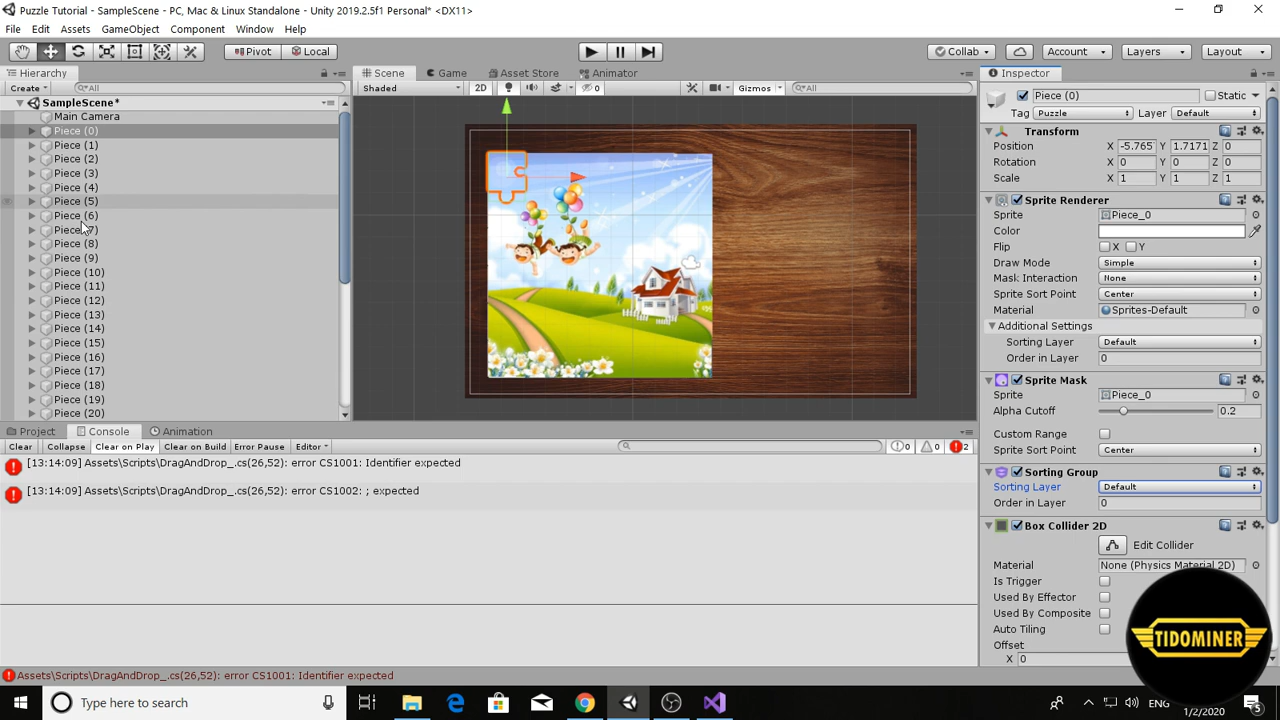 Puzzle Tutorial - SampleScene - PC, Mac & Linux Standalone - Unity 2019.2.5f1 Personal* <DX11>
File Edit Assets GameObject Component Window Help
Pivot Local Collab Account Layers Layout
Hierarchy Scene Game Asset Store Animator Inspector
Create All Shaded 2D 0 Gizmos All
SampleScene*
Main Camera
Piece (0)
Piece (1)
Piece (2)
Piece (3)
Piece (4)
Piece (5)
Piece (6)
Piece (7)
Piece (8)
Piece (9)
Piece (10)
Piece (11)
Piece (12)
Piece (13)
Piece (14)
Piece (15)
Piece (16)
Piece (17)
Piece (18)
Piece (19)
Piece (20)
Piece (0) Static
Tag Puzzle Layer Default
Transform
Position X -5.765 Y 1.7171 Z 0
Rotation X 0 Y 0 Z 0
Scale X 1 Y 1 Z 1
Sprite Renderer
Sprite Piece_0
Color
Flip X Y
Draw Mode Simple
Mask Interaction None
Sprite Sort Point Center
Material Sprites-Default
Additional Settings
Sorting Layer Default
Order in Layer 0
Sprite Mask
Sprite Piece_0
Alpha Cutoff 0.2
Custom Range
Sprite Sort Point Center
Sorting Group
Sorting Layer Default
Order in Layer 0
Box Collider 2D
Edit Collider
Material None (Physics Material 2D)
Is Trigger
Used By Effector
Used By Composite
Auto Tiling
Offset
X 0
Project Console Animation
Clear Collapse Clear on Play Clear on Build Error Pause Editor 0 0 2
[13:14:09] Assets\Scripts\DragAndDrop_.cs(26,52): error CS1001: Identifier expected
[13:14:09] Assets\Scripts\DragAndDrop_.cs(26,52): error CS1002: ; expected
TIDOMINER
Assets\Scripts\DragAndDrop_.cs(26,52): error CS1001: Identifier expected
Type here to search
1/2/2020
5